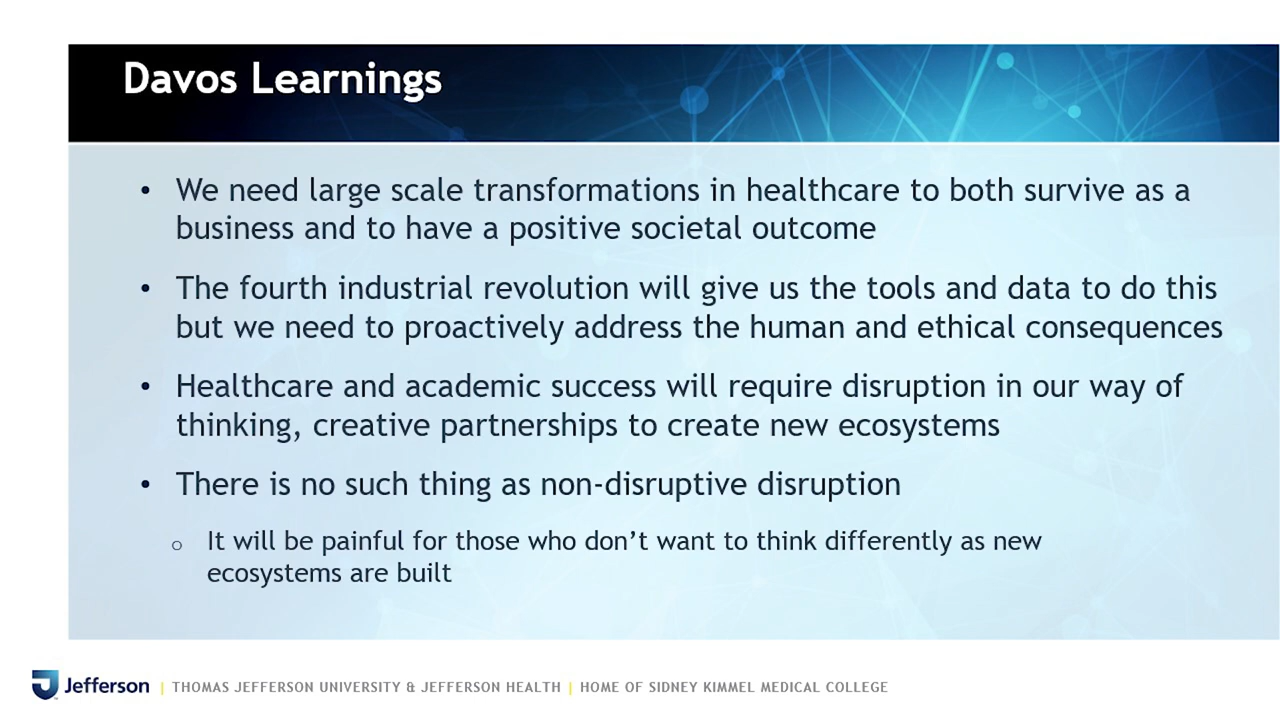 Davos Learnings
• We need large scale transformations in healthcare to both survive as a
business and to have a positive societal outcome
• The fourth industrial revolution will give us the tools and data to do this
but we need to proactively address the human and ethical consequences
• Healthcare and academic success will require disruption in our way of
thinking, creative partnerships to create new ecosystems
• There is no such thing as non-disruptive disruption
o It will be painful for those who don’t want to think differently as new
ecosystems are built
Jefferson | THOMAS JEFFERSON UNIVERSITY & JEFFERSON HEALTH | HOME OF SIDNEY KIMMEL MEDICAL COLLEGE